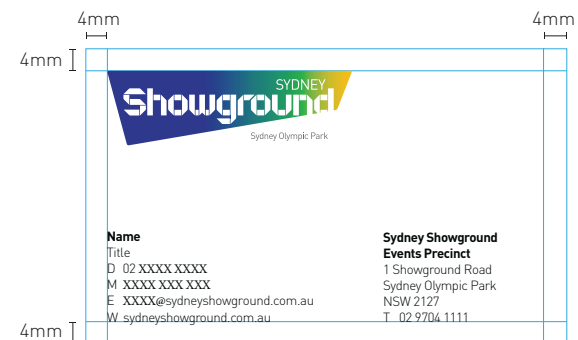 4mm
4mm
4mm
SYDNEY
Showground
Sydney Olympic Park
Name
Title
D 02 XXXX XXXX
M XXXX XXX XXX
E XXXX@sydneyshowground.com.au
W sydneyshowground.com.au
Sydney Showground
Events Precinct
1 Showground Road
Sydney Olympic Park
NSW 2127
T 02 9704 1111
4mm